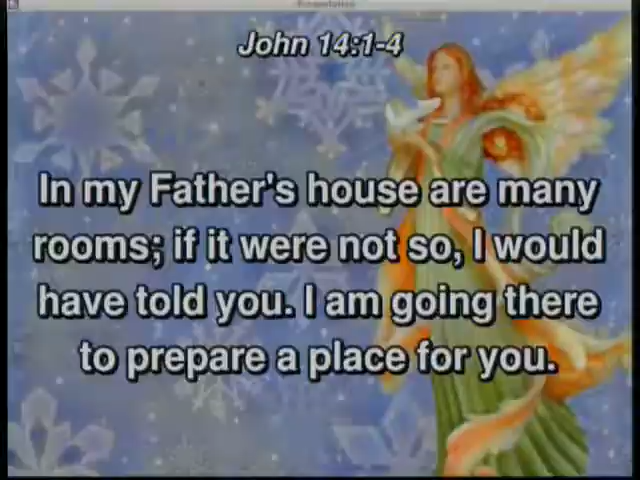 John 14:1-4
In my Father's house are many
rooms; if it were not so, I would
have told you. I am going there
to prepare a place for you.